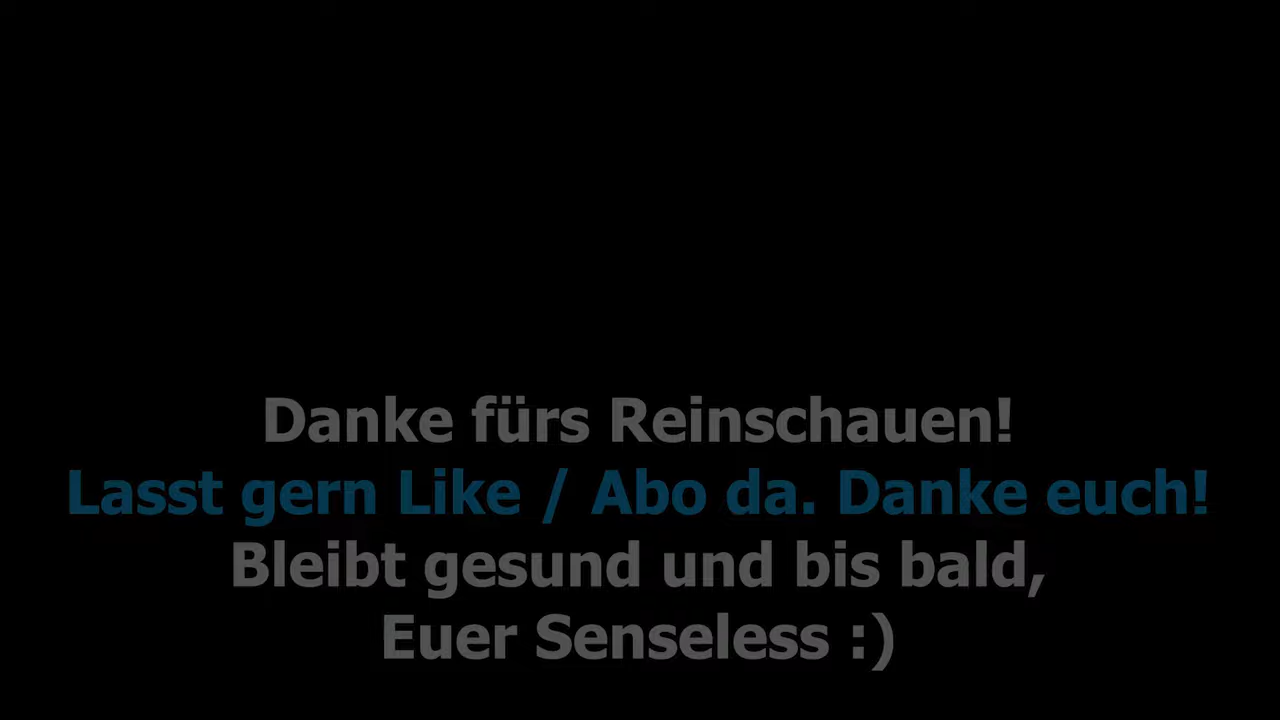 Danke fürs Reinschauen!
Lasst gern Like / Abo da. Danke euch!
Bleibt gesund und bis bald,
Euer Senseless :)